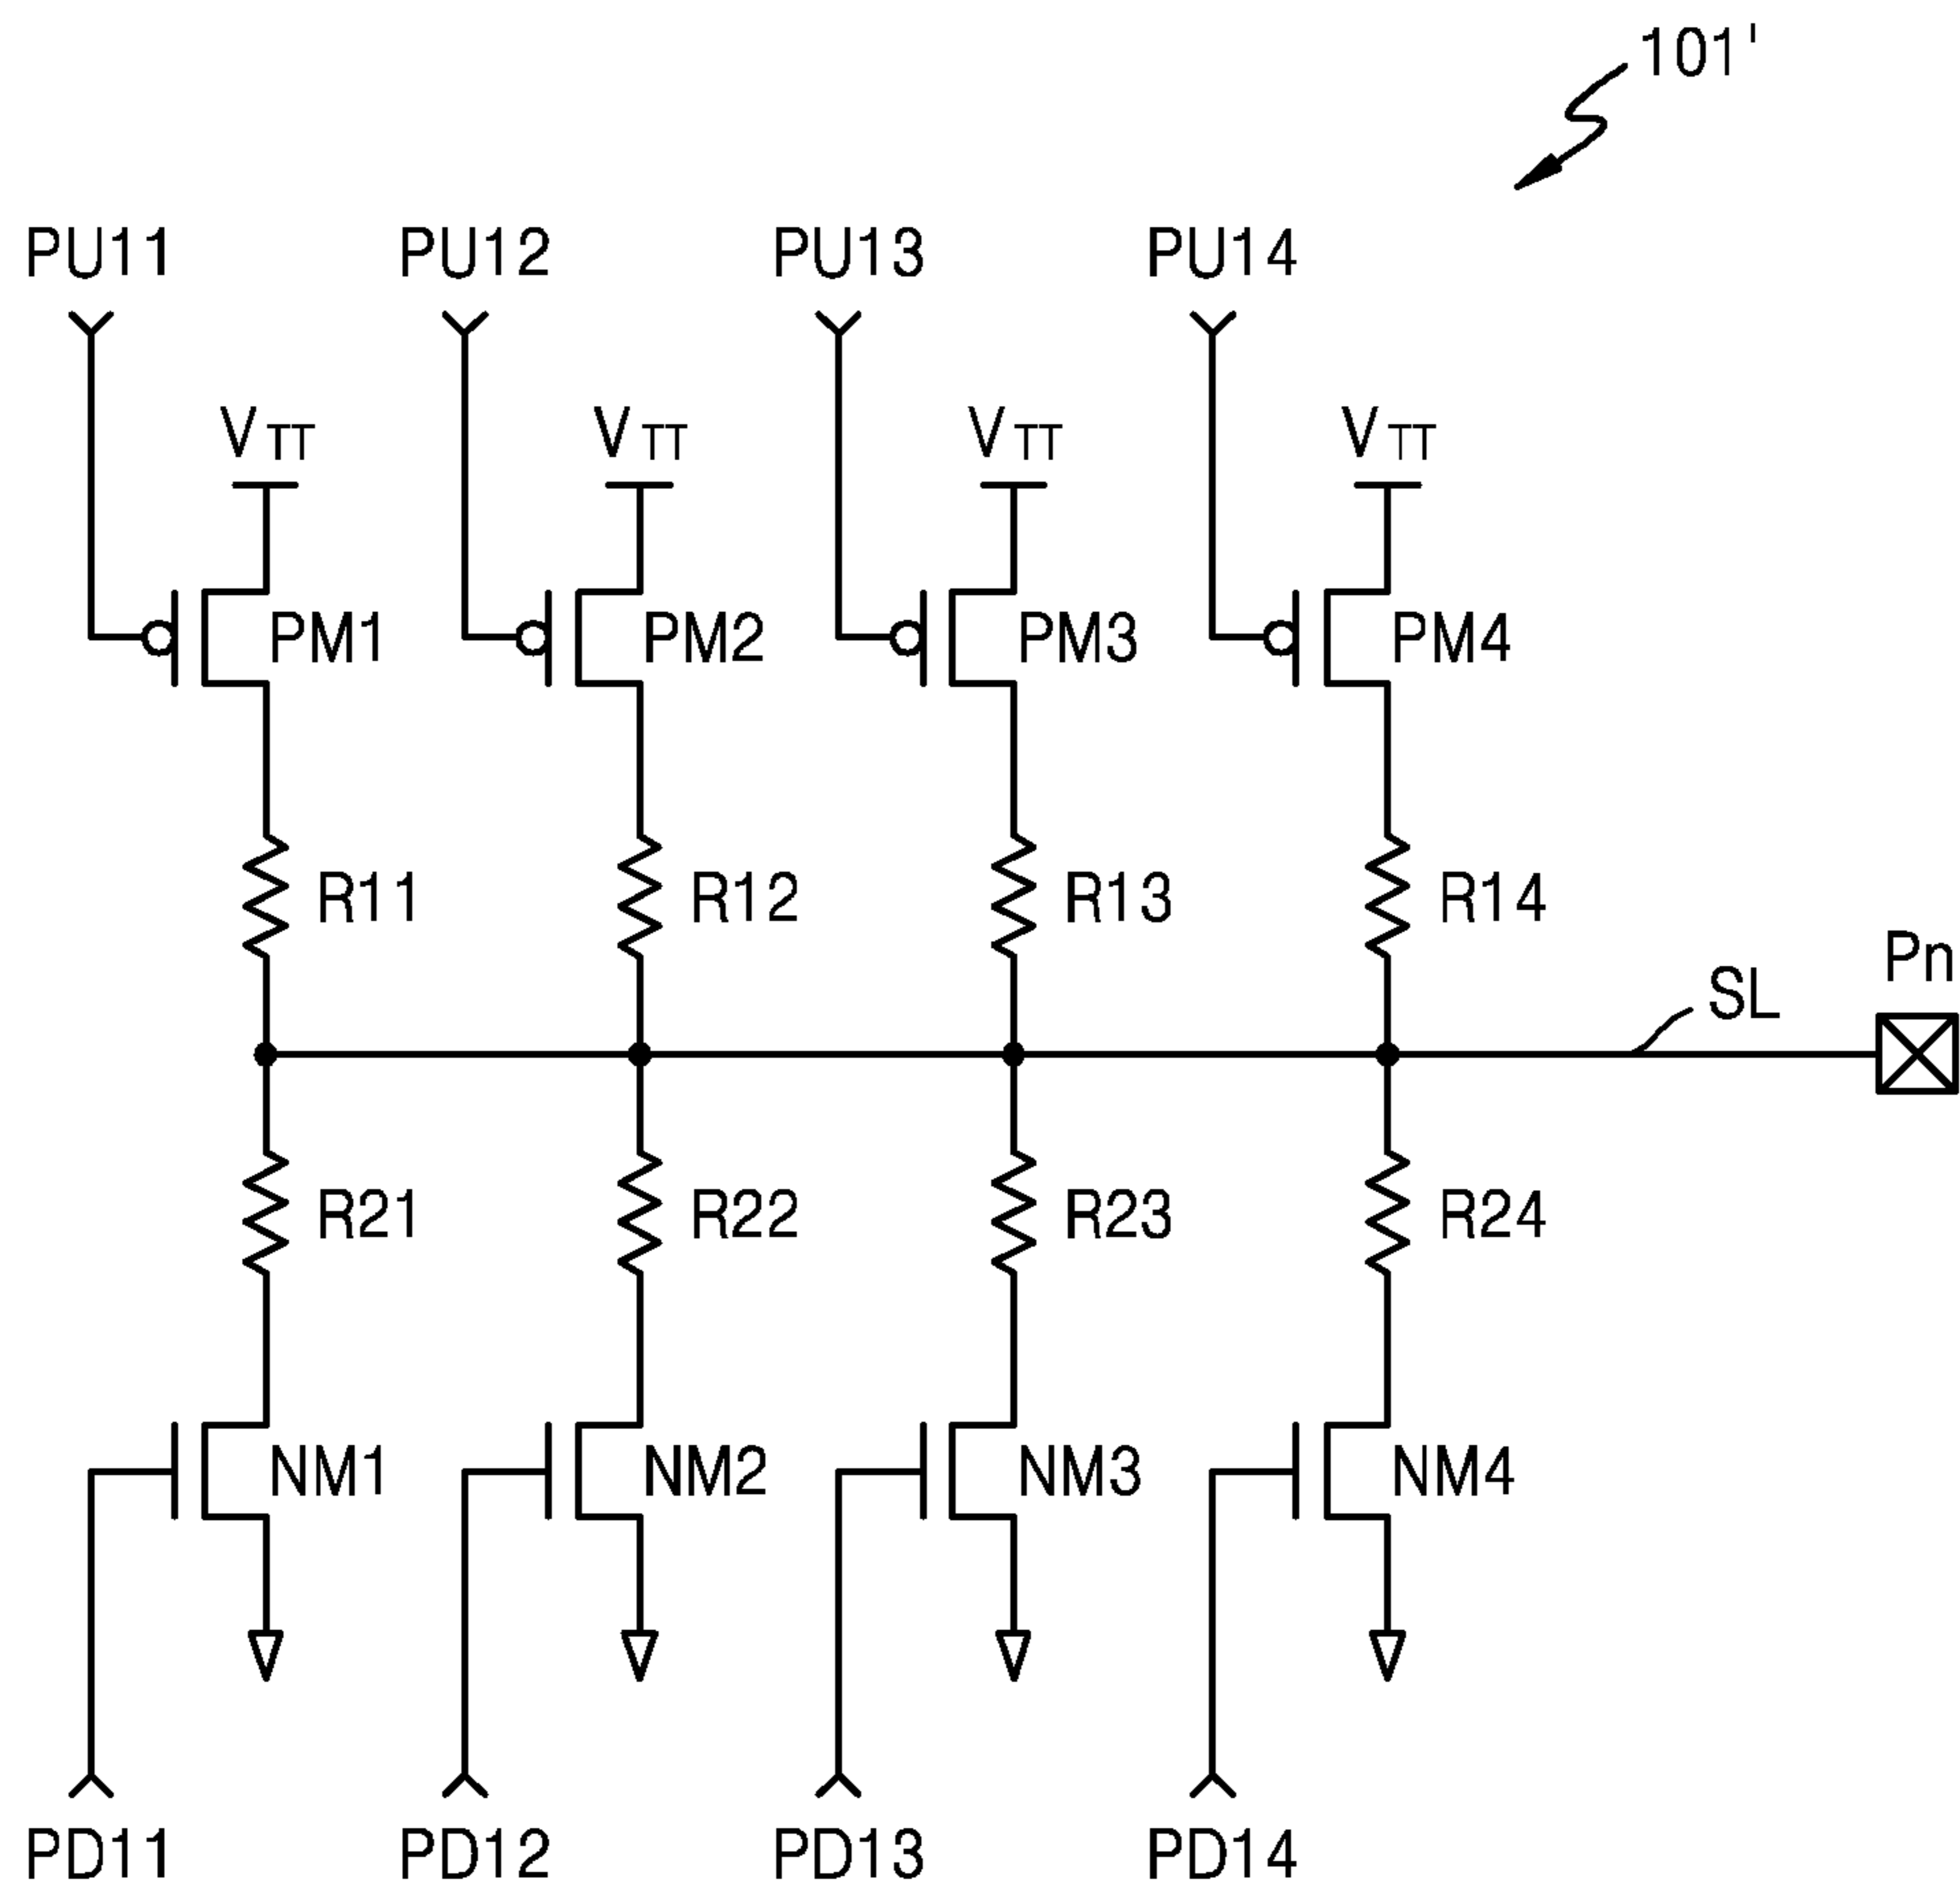 101'
PU11 PU12 PU13 PU14
VTT VTT VTT VTT
PM1 PM2 PM3 PM4
R11 R12 R13 R14
Pn
SL
R21 R22 R23 R24
NM1 NM2 NM3 NM4
PD11 PD12 PD13 PD14